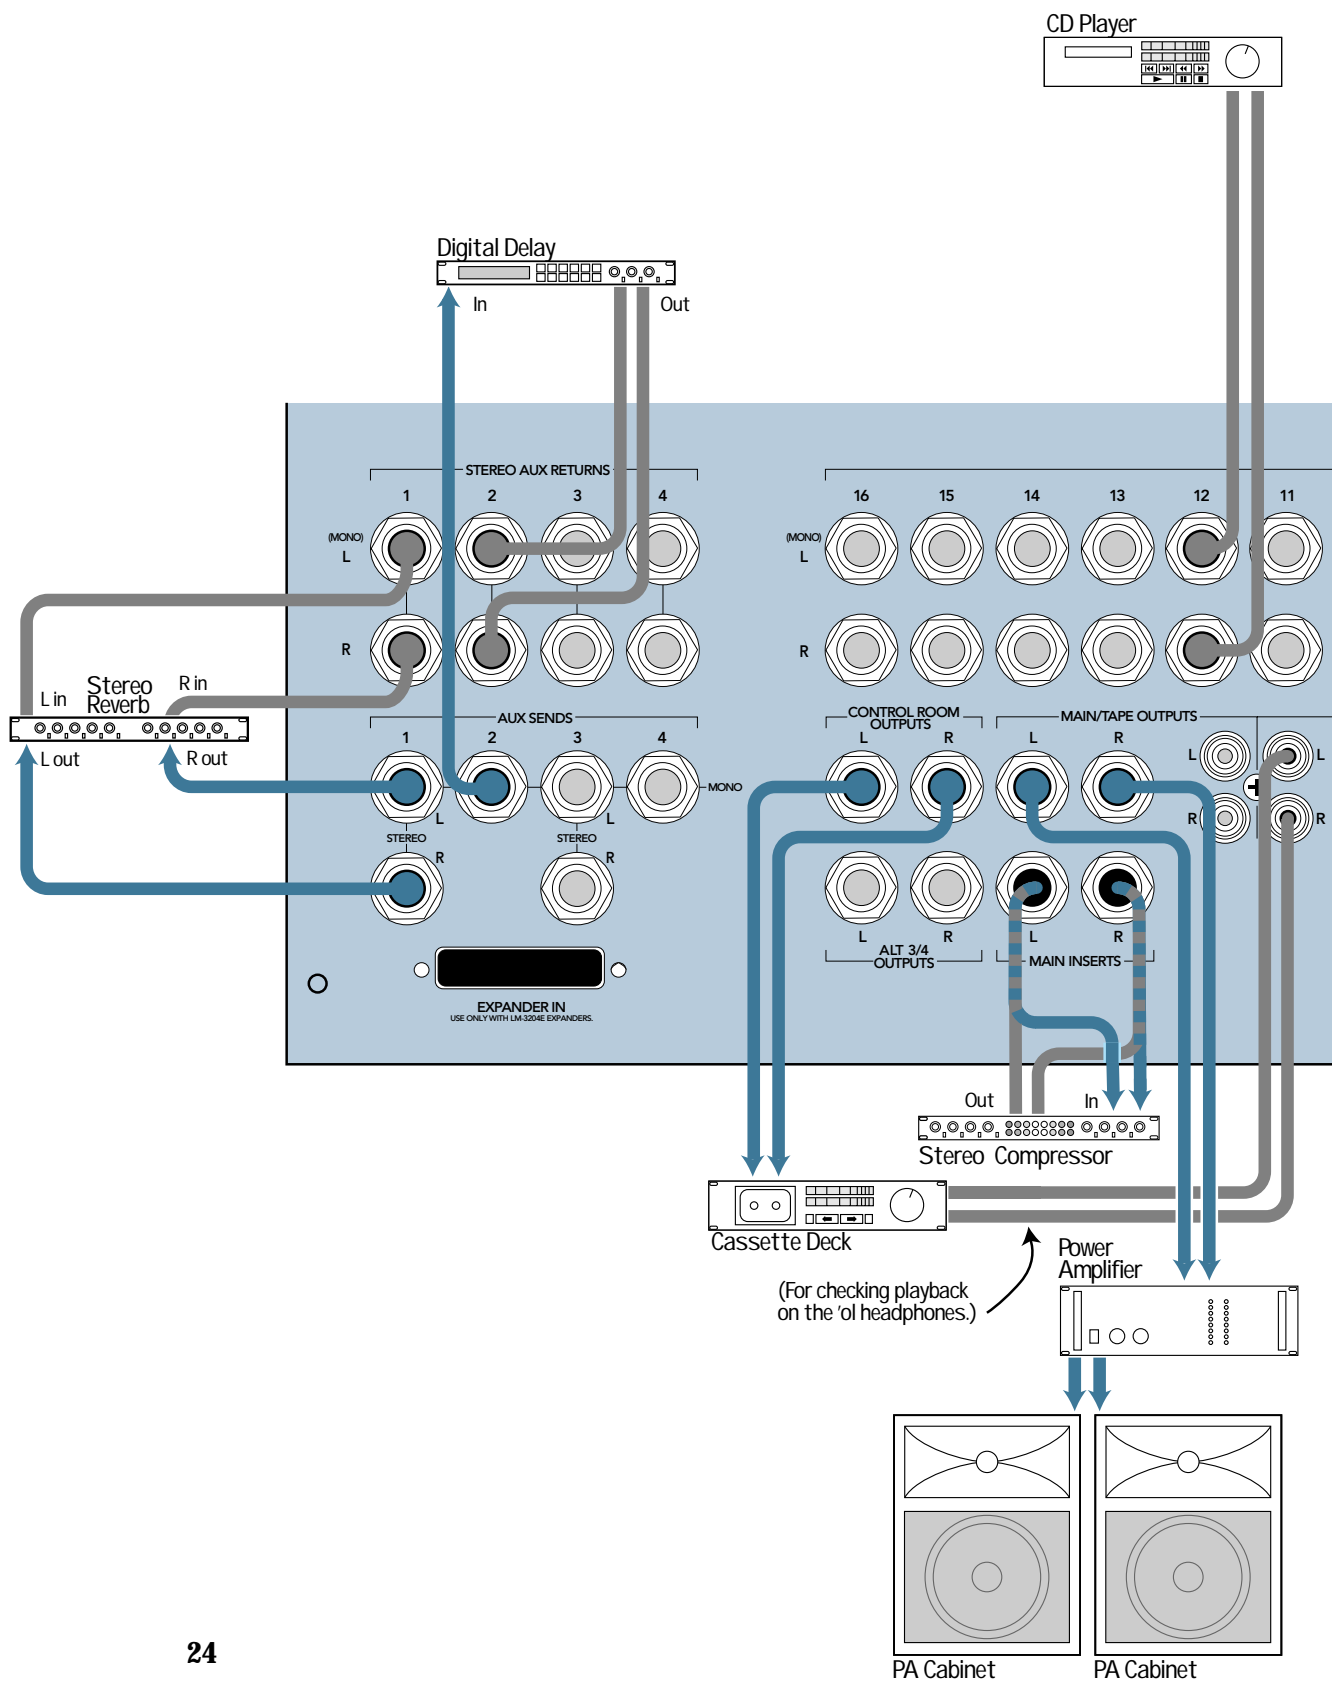 CD Player
Digital Delay
In
Out
STEREO AUX RETURNS
1 2 3 4
16 15 14 13 12 11
(MONO)
L
(MONO)
L
R
R
L in
Stereo
Reverb
R in
L out
R out
AUX SENDS
1 2 3 4
MONO
L
STEREO
R
L
STEREO
R
CONTROL ROOM
OUTPUTS
L R
MAIN/TAPE OUTPUTS
L R
L
L
R
R
L R
ALT 3/4
OUTPUTS
L R
MAIN INSERTS
EXPANDER IN
USE ONLY WITH LM-3204E EXPANDERS.
Out
In
Stereo Compressor
Cassette Deck
(For checking playback
on the 'ol headphones.)
Power
Amplifier
PA Cabinet
PA Cabinet
24